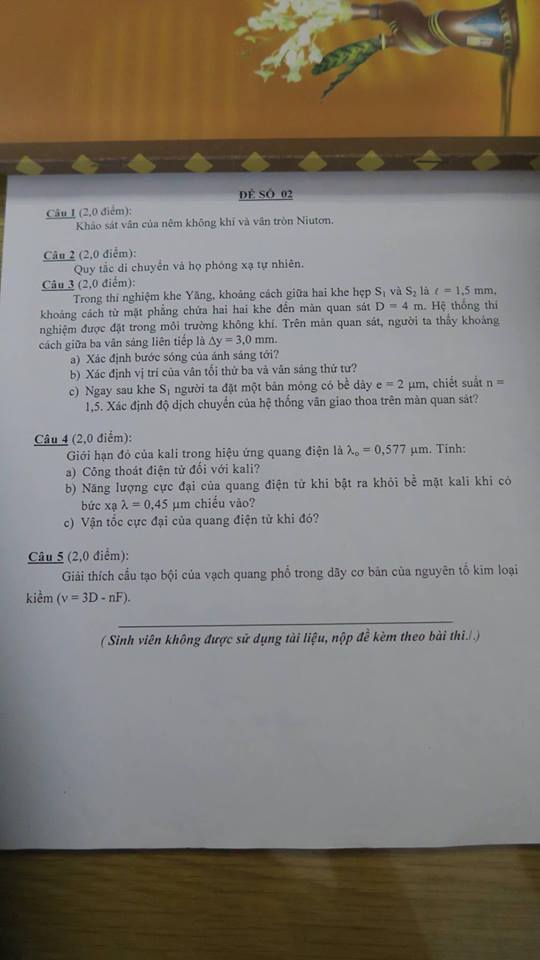 ĐỀ SỐ 02
Câu 1 (2,0 điểm):
Khảo sát vân của nêm không khí và vân tròn Niutơn.
Câu 2 (2,0 điểm):
Quy tắc di chuyển và họ phóng xạ tự nhiên.
Câu 3 (2,0 điểm):
Trong thí nghiệm khe Yăng, khoảng cách giữa hai khe hẹp S₁ và S₂ là ℓ = 1,5 mm,
khoảng cách từ mặt phẳng chứa hai hai khe đến màn quan sát D = 4 m. Hệ thống thí
nghiệm được đặt trong môi trường không khí. Trên màn quan sát, người ta thấy khoảng
cách giữa ba vân sáng liên tiếp là Δy = 3,0 mm.
a) Xác định bước sóng của ánh sáng tới?
b) Xác định vị trí của vân tối thứ ba và vân sáng thứ tư?
c) Ngay sau khe S₁ người ta đặt một bản mỏng có bề dày e = 2 μm, chiết suất n =
1,5. Xác định độ dịch chuyển của hệ thống vân giao thoa trên màn quan sát?
Câu 4 (2,0 điểm):
Giới hạn đỏ của kali trong hiệu ứng quang điện là λₒ = 0,577 μm. Tính:
a) Công thoát điện tử đối với kali?
b) Năng lượng cực đại của quang điện tử khi bật ra khỏi bề mặt kali khi có
bức xạ λ = 0,45 μm chiếu vào?
c) Vận tốc cực đại của quang điện tử khi đó?
Câu 5 (2,0 điểm):
Giải thích cấu tạo bội của vạch quang phổ trong dãy cơ bản của nguyên tố kim loại
kiềm (ν = 3D - nF).
( Sinh viên không được sử dụng tài liệu, nộp đề kèm theo bài thi./.)